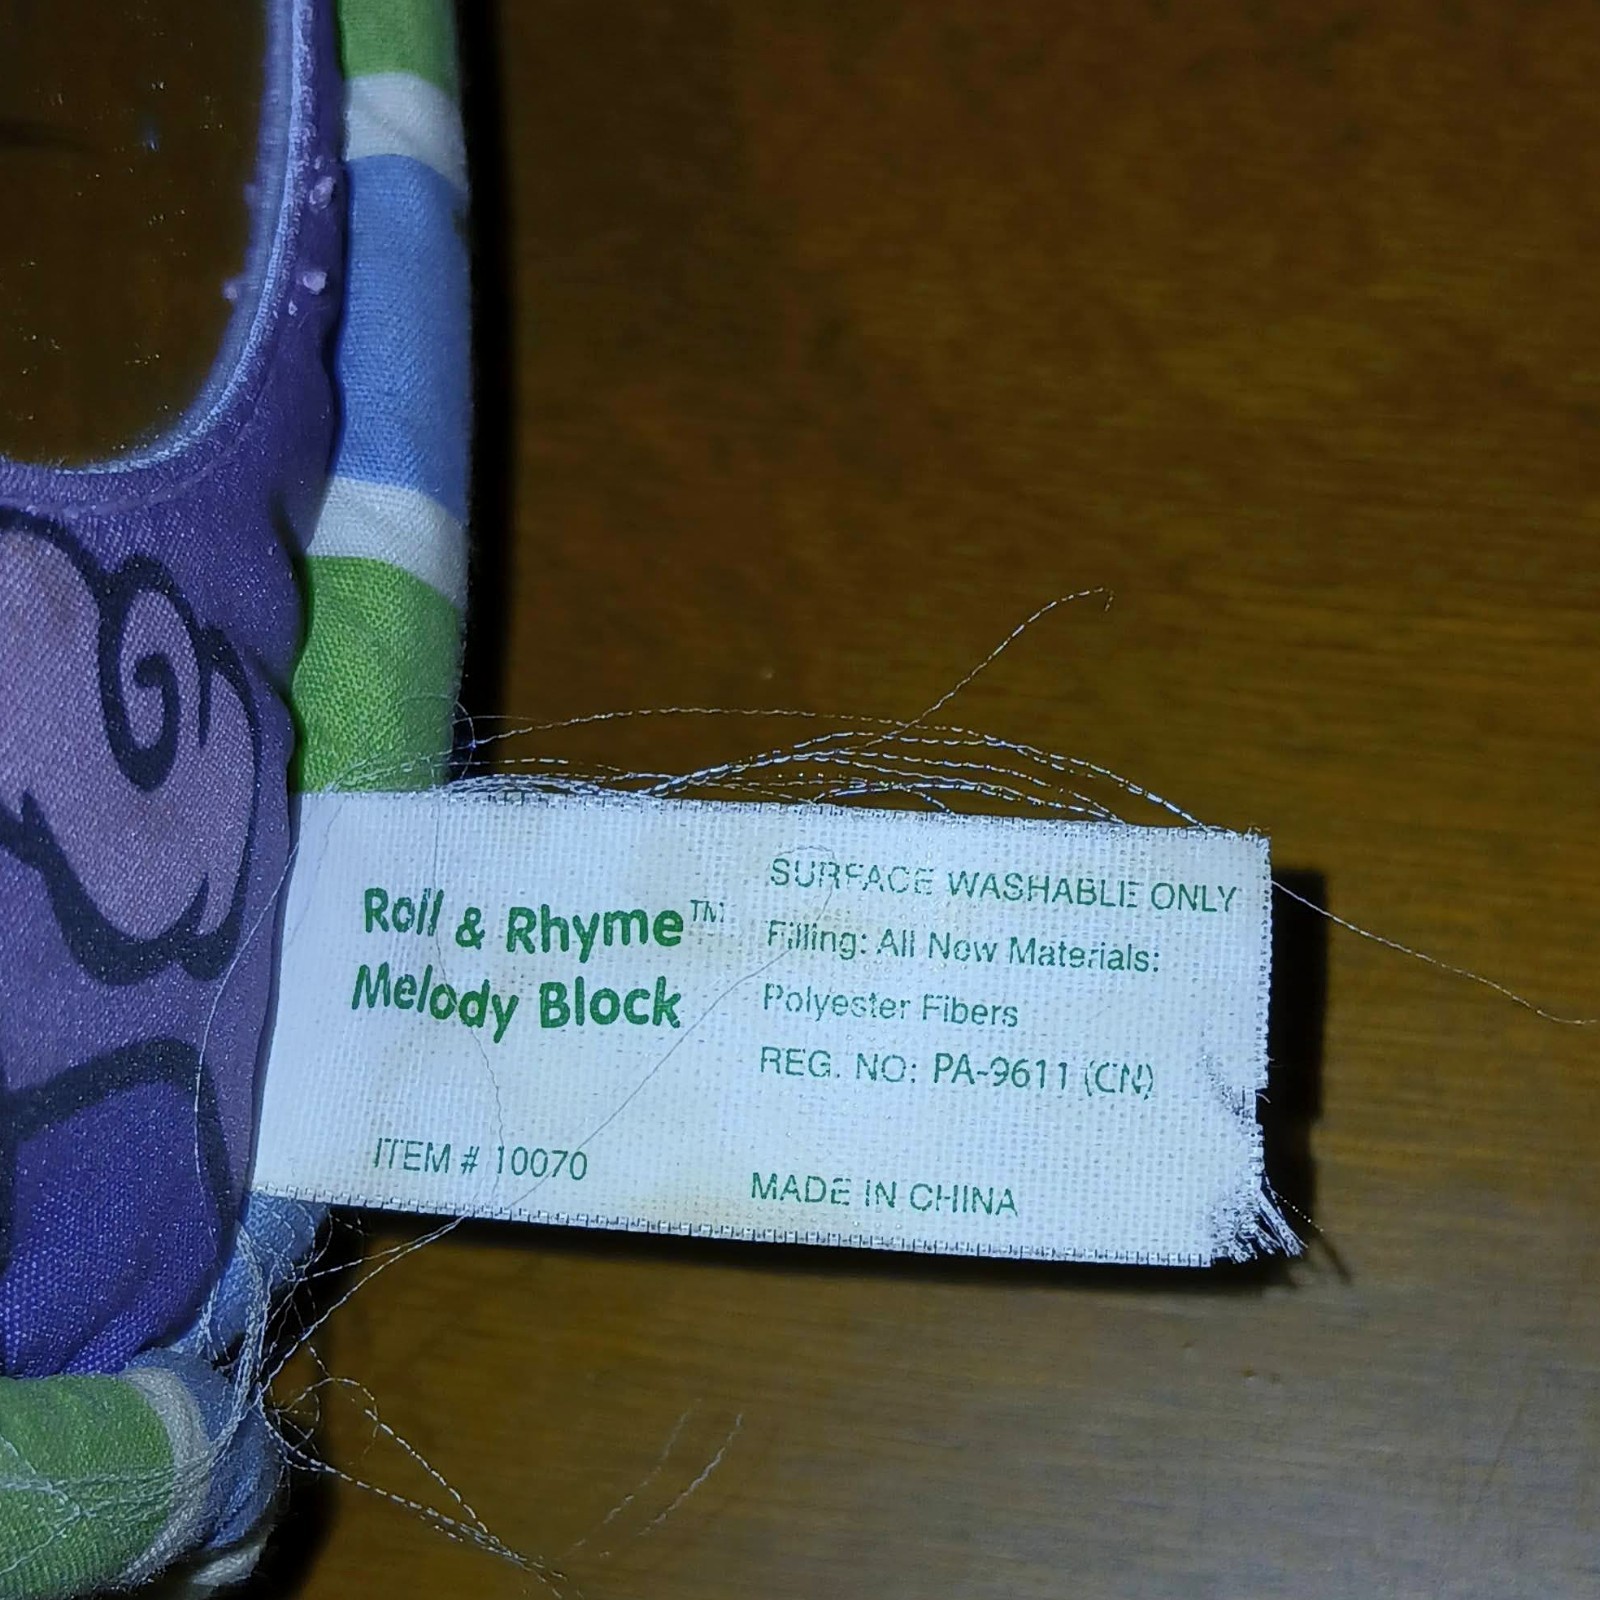 Roll & Rhyme™
Melody Block
ITEM # 10070
SURFACE WASHABLE ONLY
Filling: All New Materials:
Polyester Fibers
REG. NO: PA-9611 (CN)
MADE IN CHINA